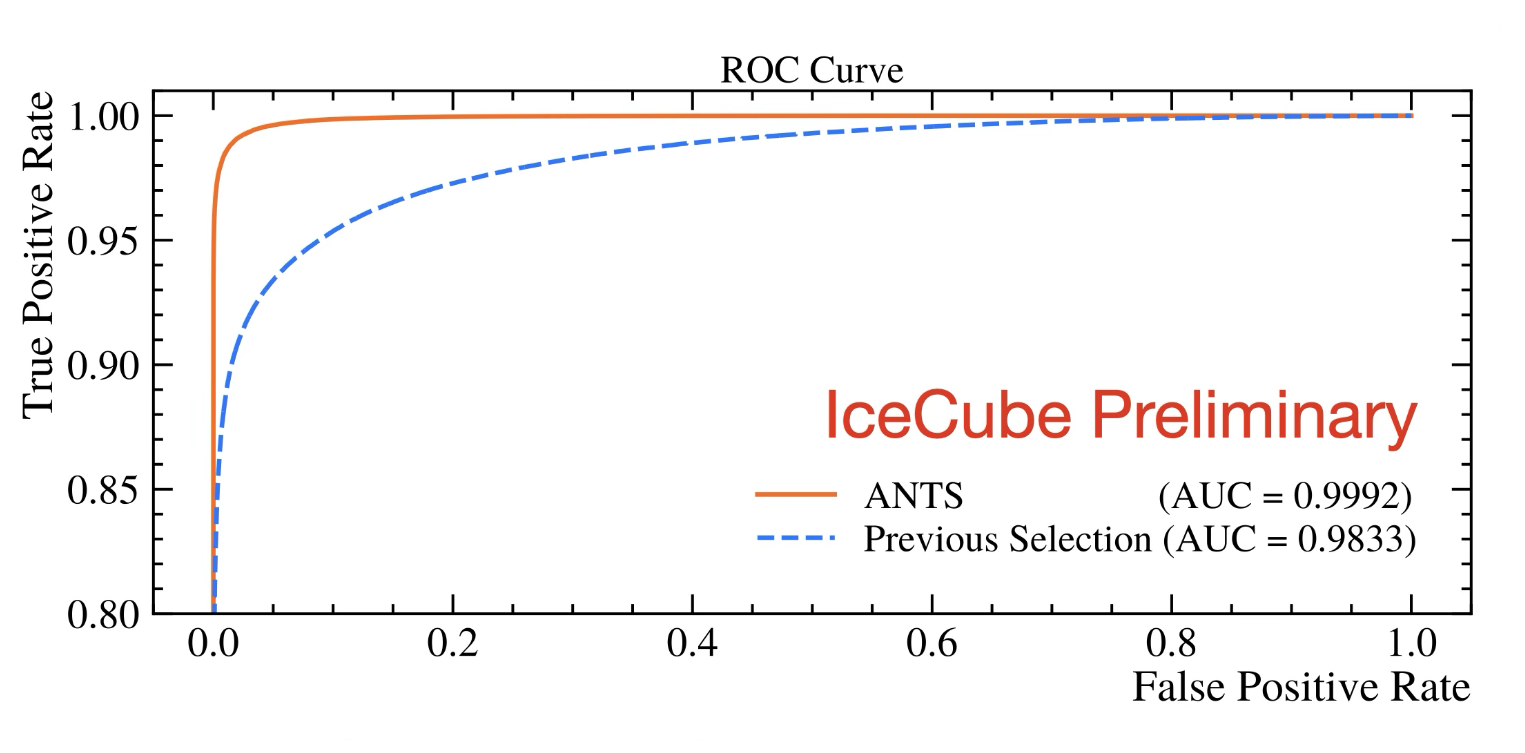 ROC Curve
True Positive Rate
1.00
0.95
0.90
0.85
0.80
IceCube Preliminary
ANTS (AUC = 0.9992)
Previous Selection (AUC = 0.9833)
0.0 0.2 0.4 0.6 0.8 1.0
False Positive Rate